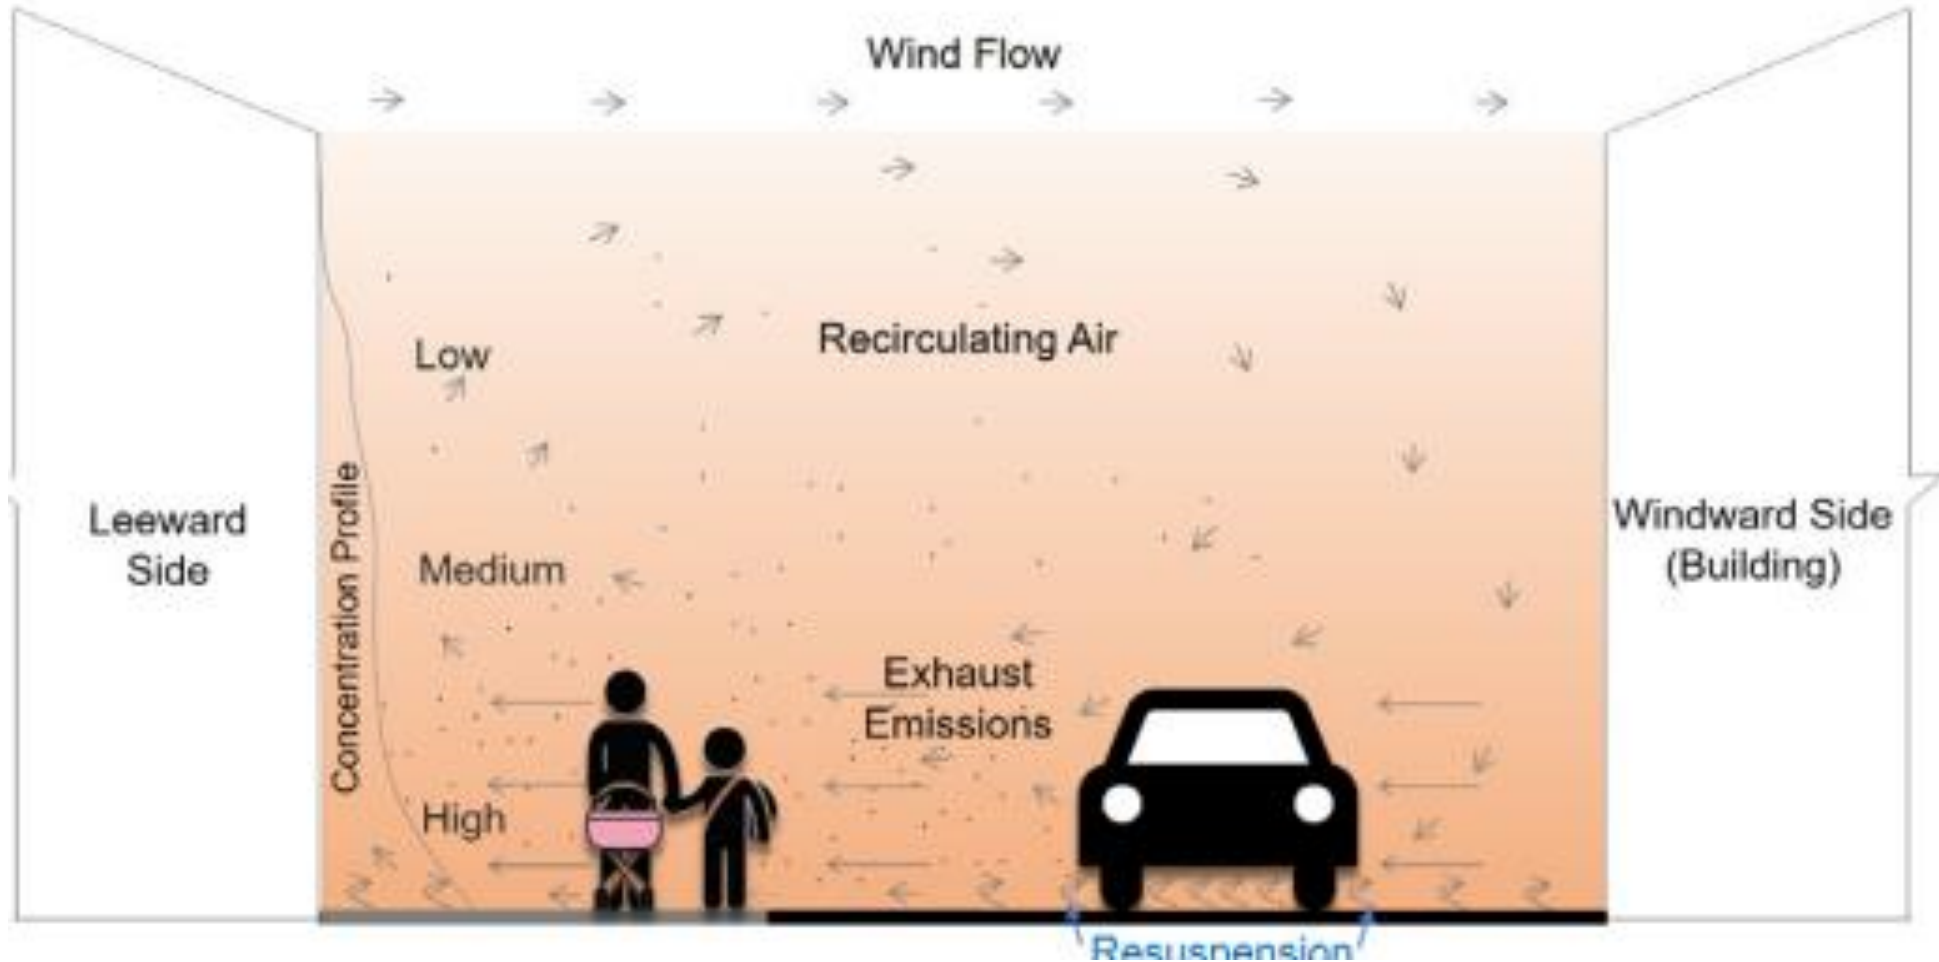 Wind Flow
Low
Recirculating Air
Concentration Profile
Leeward
Side
Windward Side
(Building)
Medium
Exhaust
Emissions
High
Resuspension